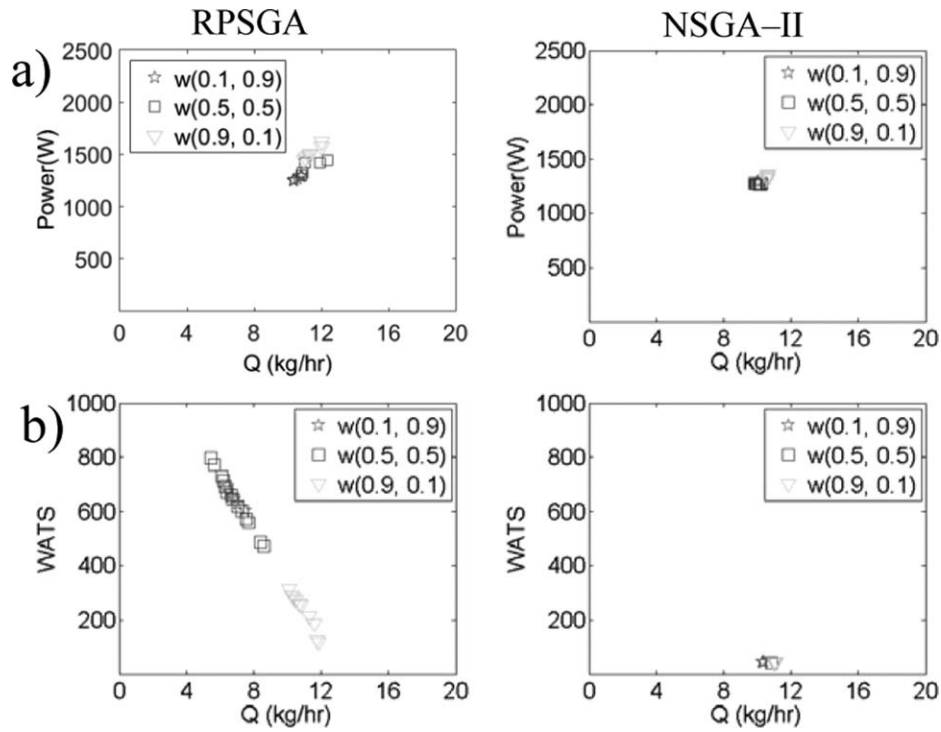 RPSGA
NSGA–II
a)
2500
2000
1500
1000
500
Power(W)
w(0.1, 0.9)
w(0.5, 0.5)
w(0.9, 0.1)
0 4 8 12 16 20
Q (kg/hr)
2500
2000
1500
1000
500
Power(W)
w(0.1, 0.9)
w(0.5, 0.5)
w(0.9, 0.1)
0 4 8 12 16 20
Q (kg/hr)
b)
1000
800
600
400
200
WATS
w(0.1, 0.9)
w(0.5, 0.5)
w(0.9, 0.1)
0 4 8 12 16 20
Q (kg/hr)
1000
800
600
400
200
WATS
w(0.1, 0.9)
w(0.5, 0.5)
w(0.9, 0.1)
0 4 8 12 16 20
Q (kg/hr)